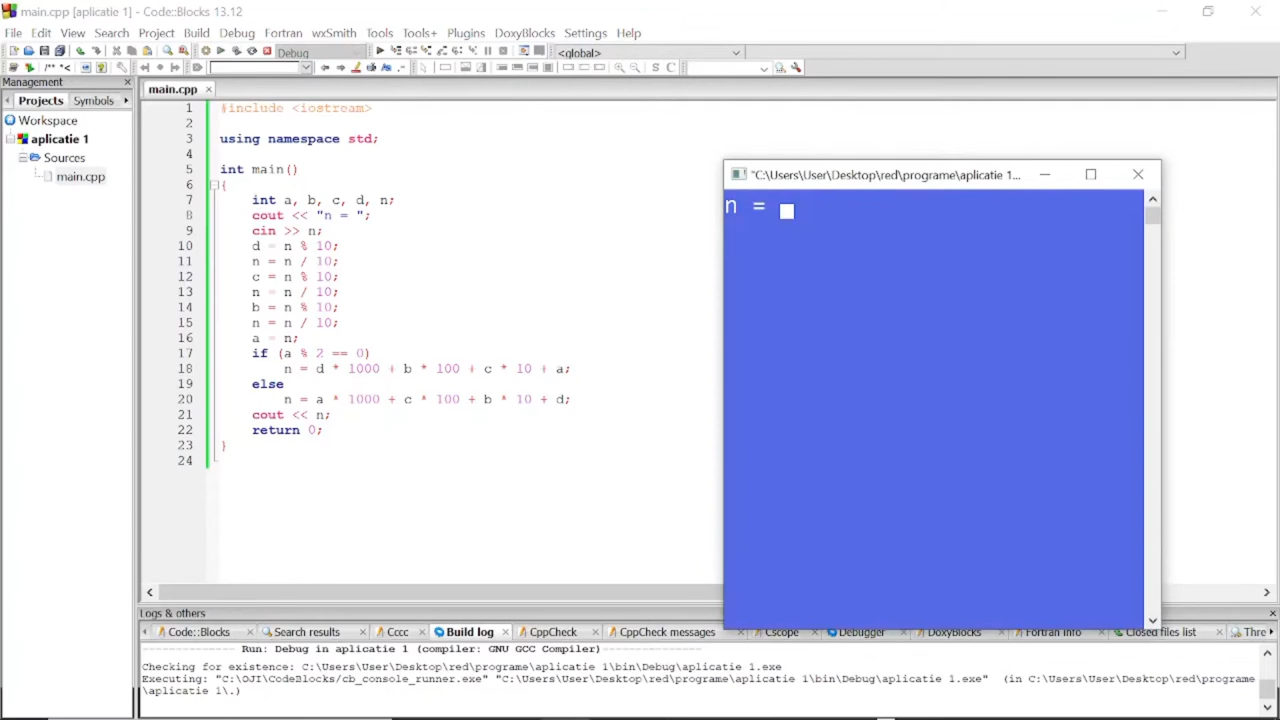 main.cpp [aplicatie 1] - Code::Blocks 13.12
File Edit View Search Project Build Debug Fortran wxSmith Tools Tools+ Plugins DoxyBlocks Settings Help
Debug
<global>
Management
main.cpp
Projects Symbols
Workspace
aplicatie 1
Sources
main.cpp
1 #include <iostream>
2
3 using namespace std;
4
5 int main()
6 {
7 int a, b, c, d, n;
8 cout << "n = ";
9 cin >> n;
10 d = n % 10;
11 n = n / 10;
12 c = n % 10;
13 n = n / 10;
14 b = n % 10;
15 n = n / 10;
16 a = n;
17 if (a % 2 == 0)
18 n = d * 1000 + b * 100 + c * 10 + a;
19 else
20 n = a * 1000 + c * 100 + b * 10 + d;
21 cout << n;
22 return 0;
23 }
24
"C:\Users\User\Desktop\red\programe\aplicatie 1...
n =
Logs & others
Code::Blocks Search results Cccc Build log CppCheck CppCheck messages Cscope Debugger DoxyBlocks Fortran info Closed files list Thre
-------------- Run: Debug in aplicatie 1 (compiler: GNU GCC Compiler)---------------
Checking for existence: C:\Users\User\Desktop\red\programe\aplicatie 1\bin\Debug\aplicatie 1.exe
Executing: "C:\OJI\CodeBlocks/cb_console_runner.exe" "C:\Users\User\Desktop\red\programe\aplicatie 1\bin\Debug\aplicatie 1.exe" (in C:\Users\User\Desktop\red\programe
\aplicatie 1\.)